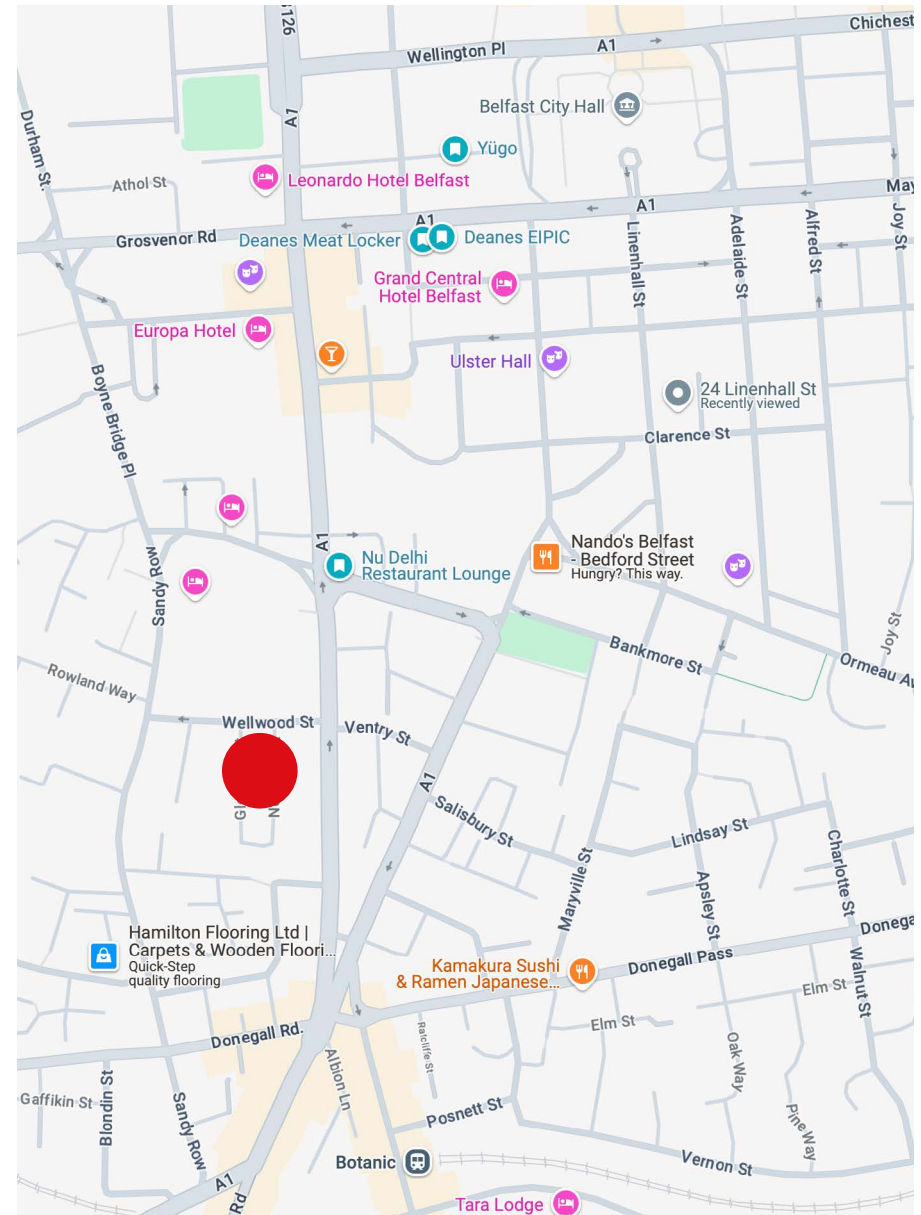 126
Chichest
Wellington Pl
A1
A1
Belfast City Hall
Durham St.
Yügo
Athol St
Leonardo Hotel Belfast
May
A1
A1
Joy St
Grosvenor Rd
Deanes Meat Locker
Deanes EIPIC
Linenhall St
Adelaide St
Alfred St
Grand Central
Hotel Belfast
Europa Hotel
Ulster Hall
24 Linenhall St
Recently viewed
Boyne Bridge Pl
Clarence St
A1
Nando's Belfast
- Bedford Street
Hungry? This way.
Nu Delhi
Restaurant Lounge
Sandy Row
Joy St
Bankmore St
Ormeau Av
Rowland Way
Wellwood St
Ventry St
A1
Gl
N
Salisbury St
Lindsay St
Maryville St
Apsley St
Charlotte St
Hamilton Flooring Ltd |
Carpets & Wooden Floori...
Quick-Step
quality flooring
Donega
Donegall Pass
Walnut St
Kamakura Sushi
& Ramen Japanese...
Elm St
Elm St
Donegall Rd.
Ratcliffe St
Albion Ln
Oak Way
Gaffikin St
Blondin St
Sandy Row
Posnett St
Pine Way
Botanic
Vernon St
A1
Rd
Tara Lodge